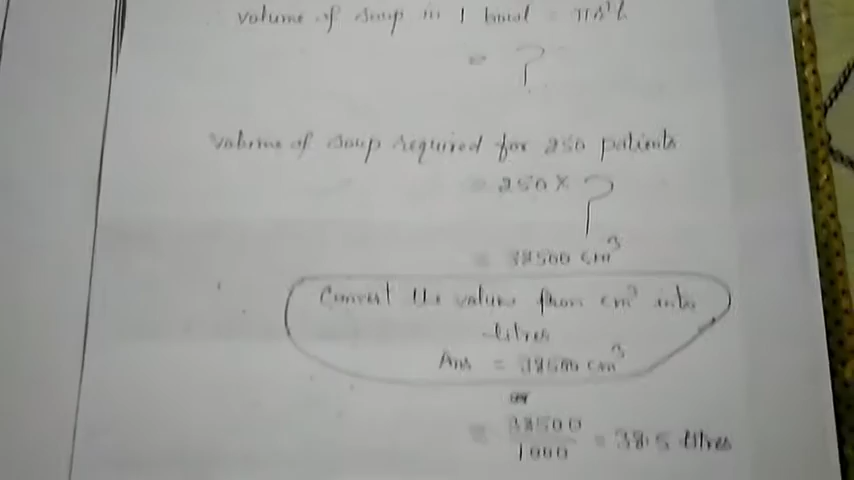 volume of soup in 1 bowl = πr²h
= ?
volume of soup required for 250 patients
= 250 x ?
= 38500 cm³
Convert the volume from cm³ into
litres
Ans = 38500 cm³
or
= 38500/1000 = 38.5 litres